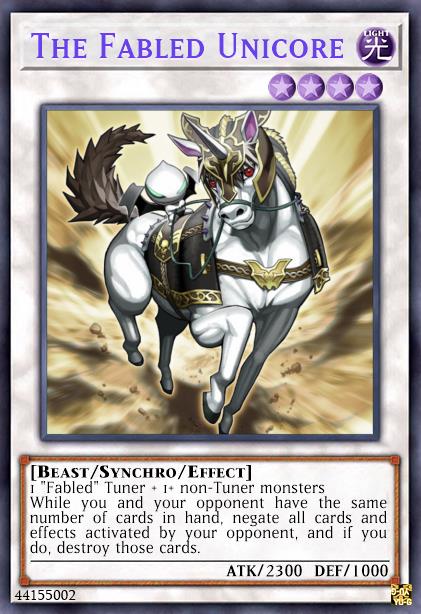 THE FABLED UNICORE
LIGHT
光
[BEAST/SYNCHRO/EFFECT]
1 "Fabled" Tuner + 1+ non-Tuner monsters
While you and your opponent have the same
number of cards in hand, negate all cards and
effects activated by your opponent, and if you
do, destroy those cards.
ATK/2300 DEF/1000
44155002